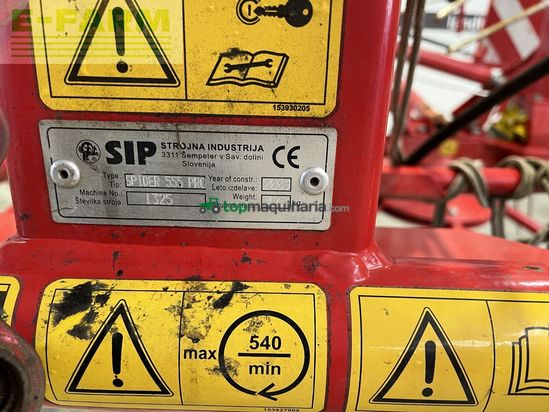 E-FARM
153930205
SIP STROJNA INDUSTRIJA
3311 Šempeter v Sav. dolini
Slovenija
CE
Type: SPIDER 555 PRO
Tip:
Year of constr.:
Leto izdelave:
Machine No.: 1325
Številka stroja:
Weight:
topmaquinaria.com
max 540
min
153927905